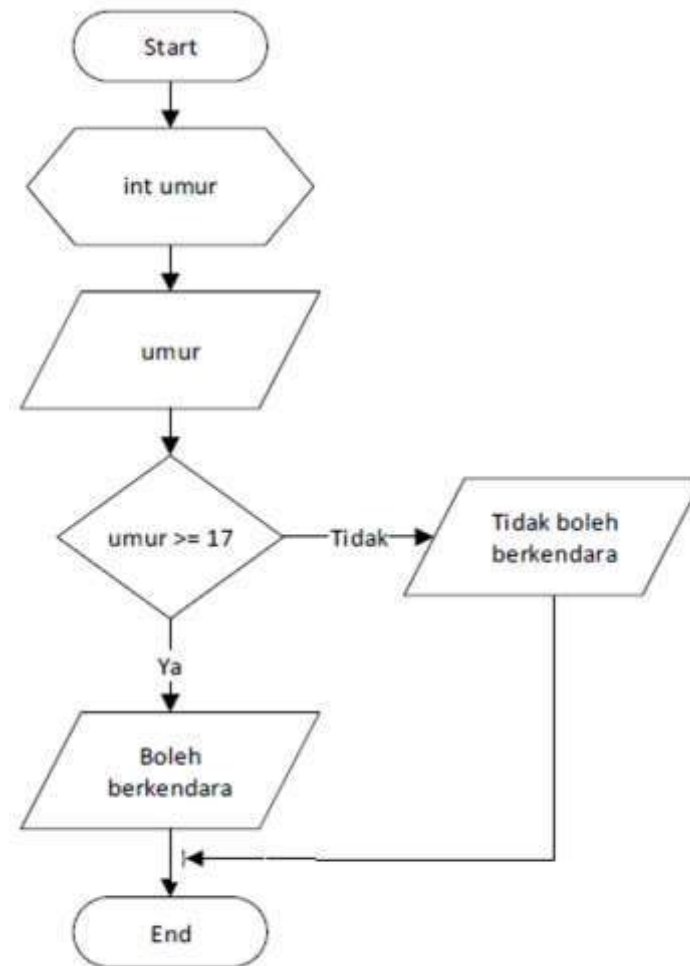 Start
int umur
umur
umur >= 17
Tidak
Tidak boleh
berkendara
Ya
Boleh
berkendara
End